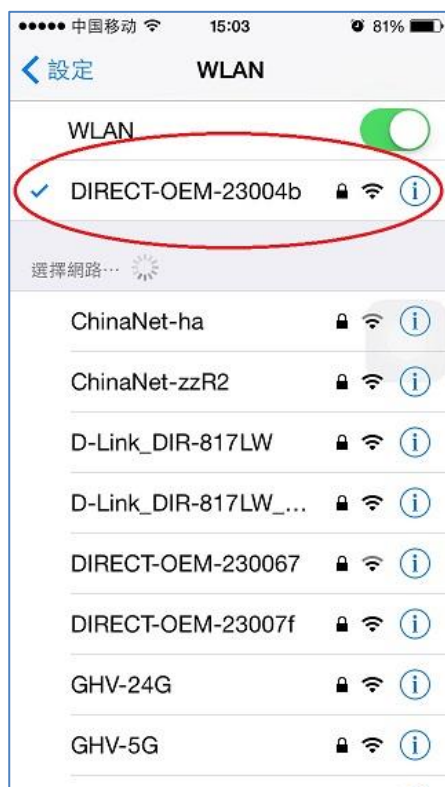 中国移动 15:03 81%
設定 WLAN
WLAN
DIRECT-OEM-23004b
選擇網路⋯
ChinaNet-ha
ChinaNet-zzR2
D-Link_DIR-817LW
D-Link_DIR-817LW_...
DIRECT-OEM-230067
DIRECT-OEM-23007f
GHV-24G
GHV-5G